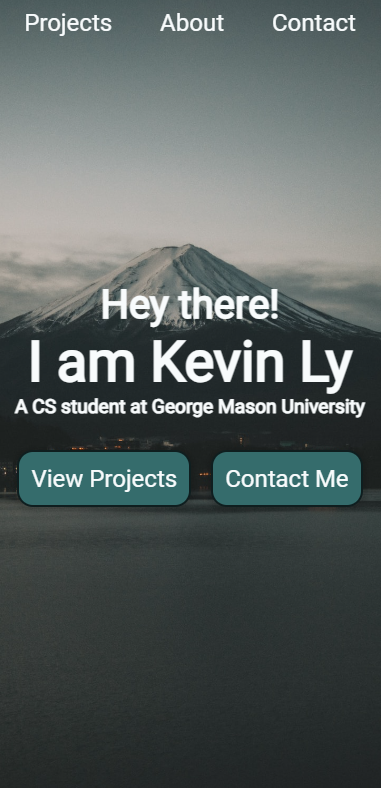 Projects About Contact
Hey there!
I am Kevin Ly
A CS student at George Mason University
View Projects Contact Me